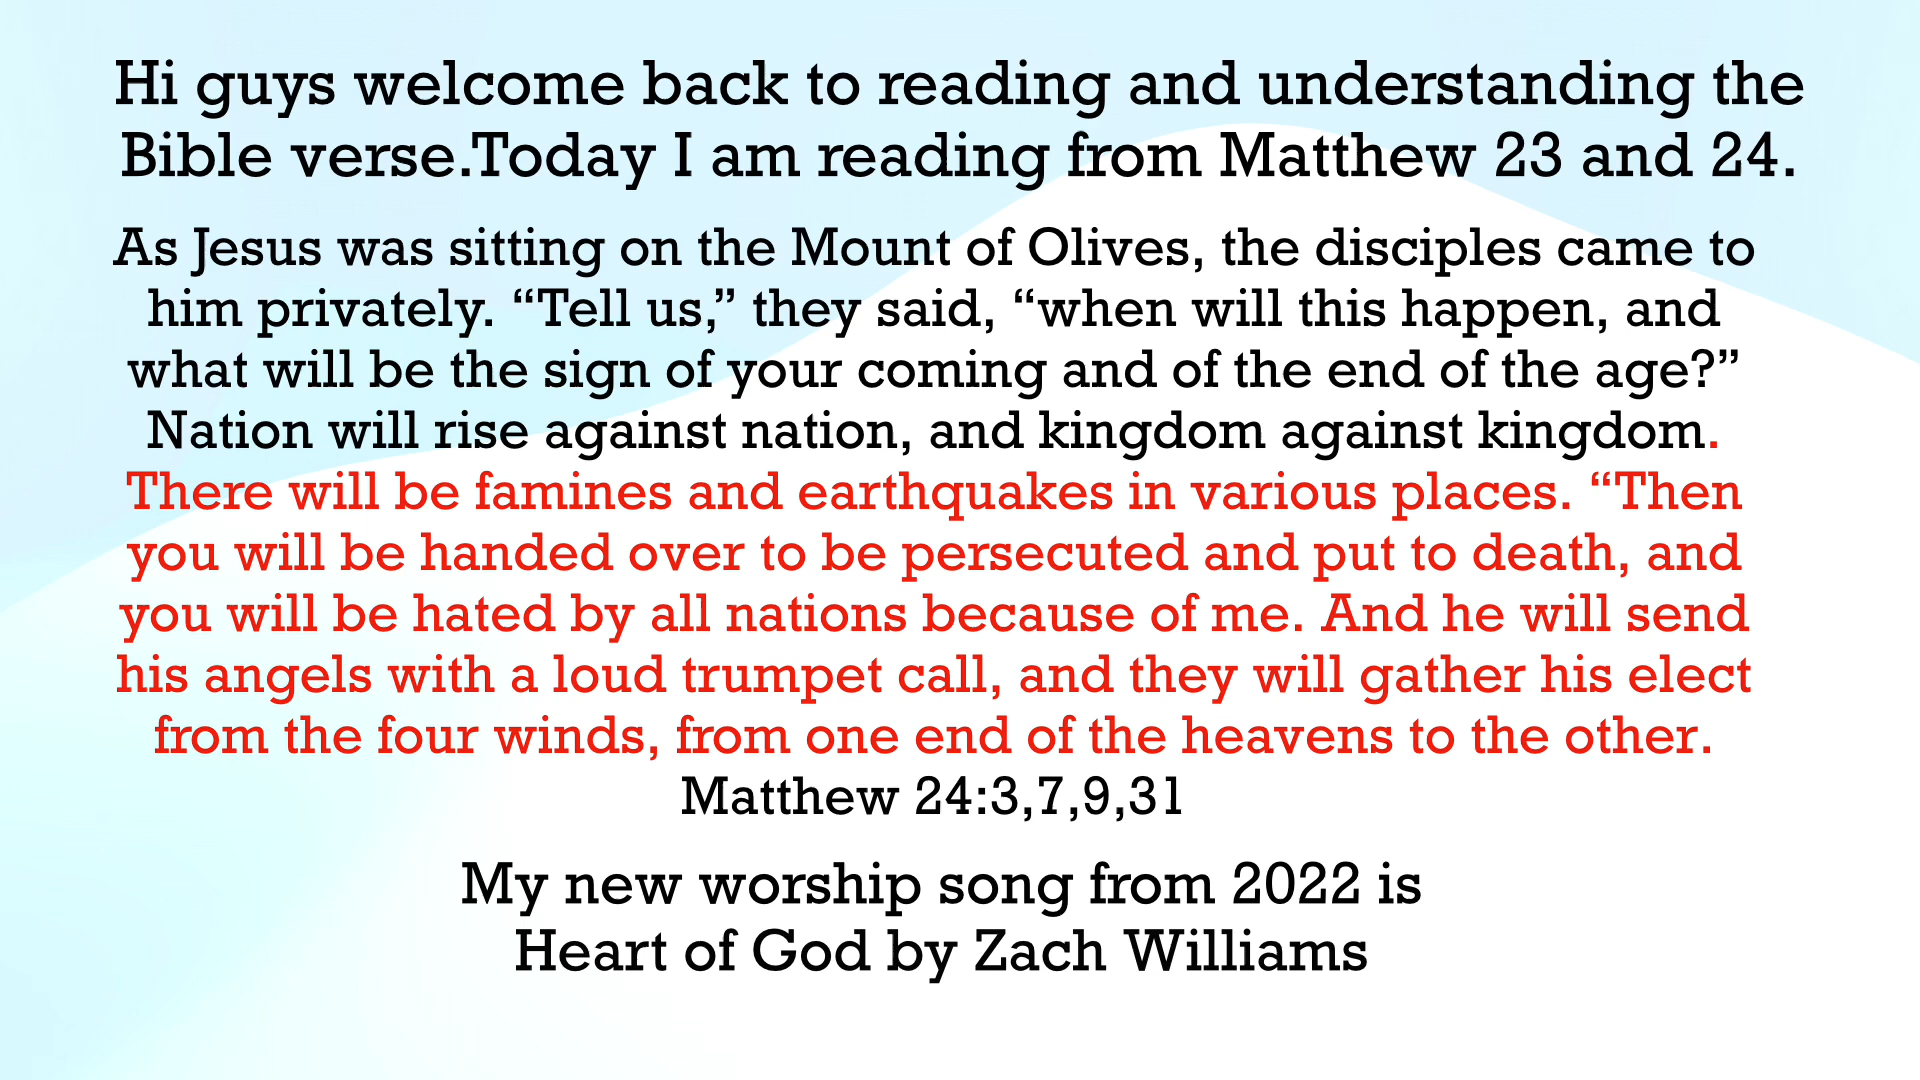 Hi guys welcome back to reading and understanding the
Bible verse.Today I am reading from Matthew 23 and 24.
As Jesus was sitting on the Mount of Olives, the disciples came to
him privately. “Tell us,” they said, “when will this happen, and
what will be the sign of your coming and of the end of the age?”
Nation will rise against nation, and kingdom against kingdom.
There will be famines and earthquakes in various places. “Then
you will be handed over to be persecuted and put to death, and
you will be hated by all nations because of me. And he will send
his angels with a loud trumpet call, and they will gather his elect
from the four winds, from one end of the heavens to the other.
Matthew 24:3,7,9,31
My new worship song from 2022 is
Heart of God by Zach Williams